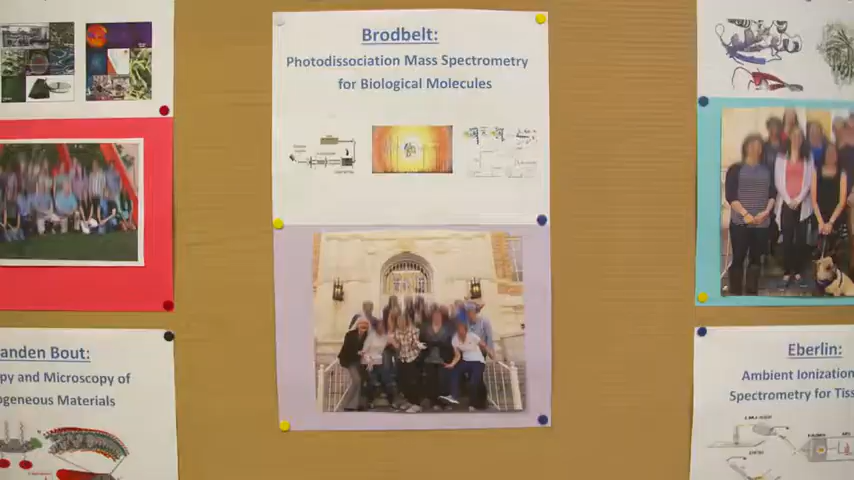 Brodbelt:
Photodissociation Mass Spectrometry
for Biological Molecules
anden Bout:
py and Microscopy of
ogeneous Materials
Eberlin:
Ambient Ionization
Spectrometry for Tiss